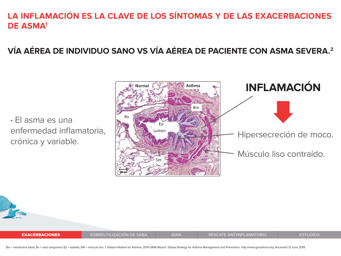 LA INFLAMACIÓN ES LA CLAVE DE LOS SÍNTOMAS Y DE LAS EXACERBACIONES
DE ASMA¹
VÍA AÉREA DE INDIVIDUO SANO VS VÍA AÉREA DE PACIENTE CON ASMA SEVERA.²
• El asma es una
enfermedad inflamatoria,
crónica y variable.
Normal
Asthma
Bm
Bv
Ep
Lumen
Sm
INFLAMACIÓN
Hipersecreción de moco.
Músculo liso contraído.
EXACERBACIONES
SOBREUTILIZACIÓN DE SABA
GINA
RESCATE ANTIINFLAMATORIO
ESTUDIOS